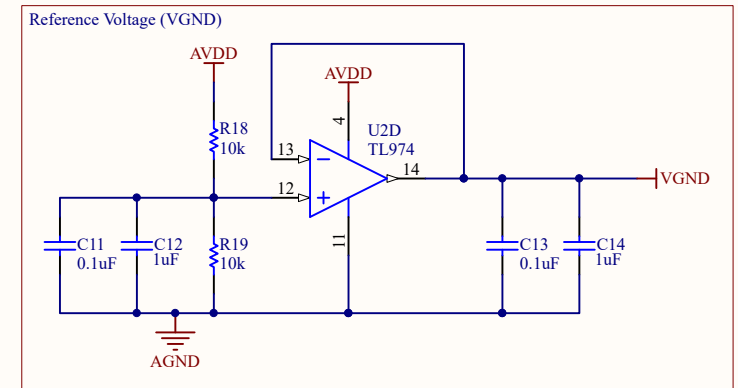 Reference Voltage (VGND)
AVDD
AVDD
R18
10k
4
U2D
TL974
13
14
12
VGND
11
C11
0.1uF
C12
1uF
R19
10k
C13
0.1uF
C14
1uF
AGND